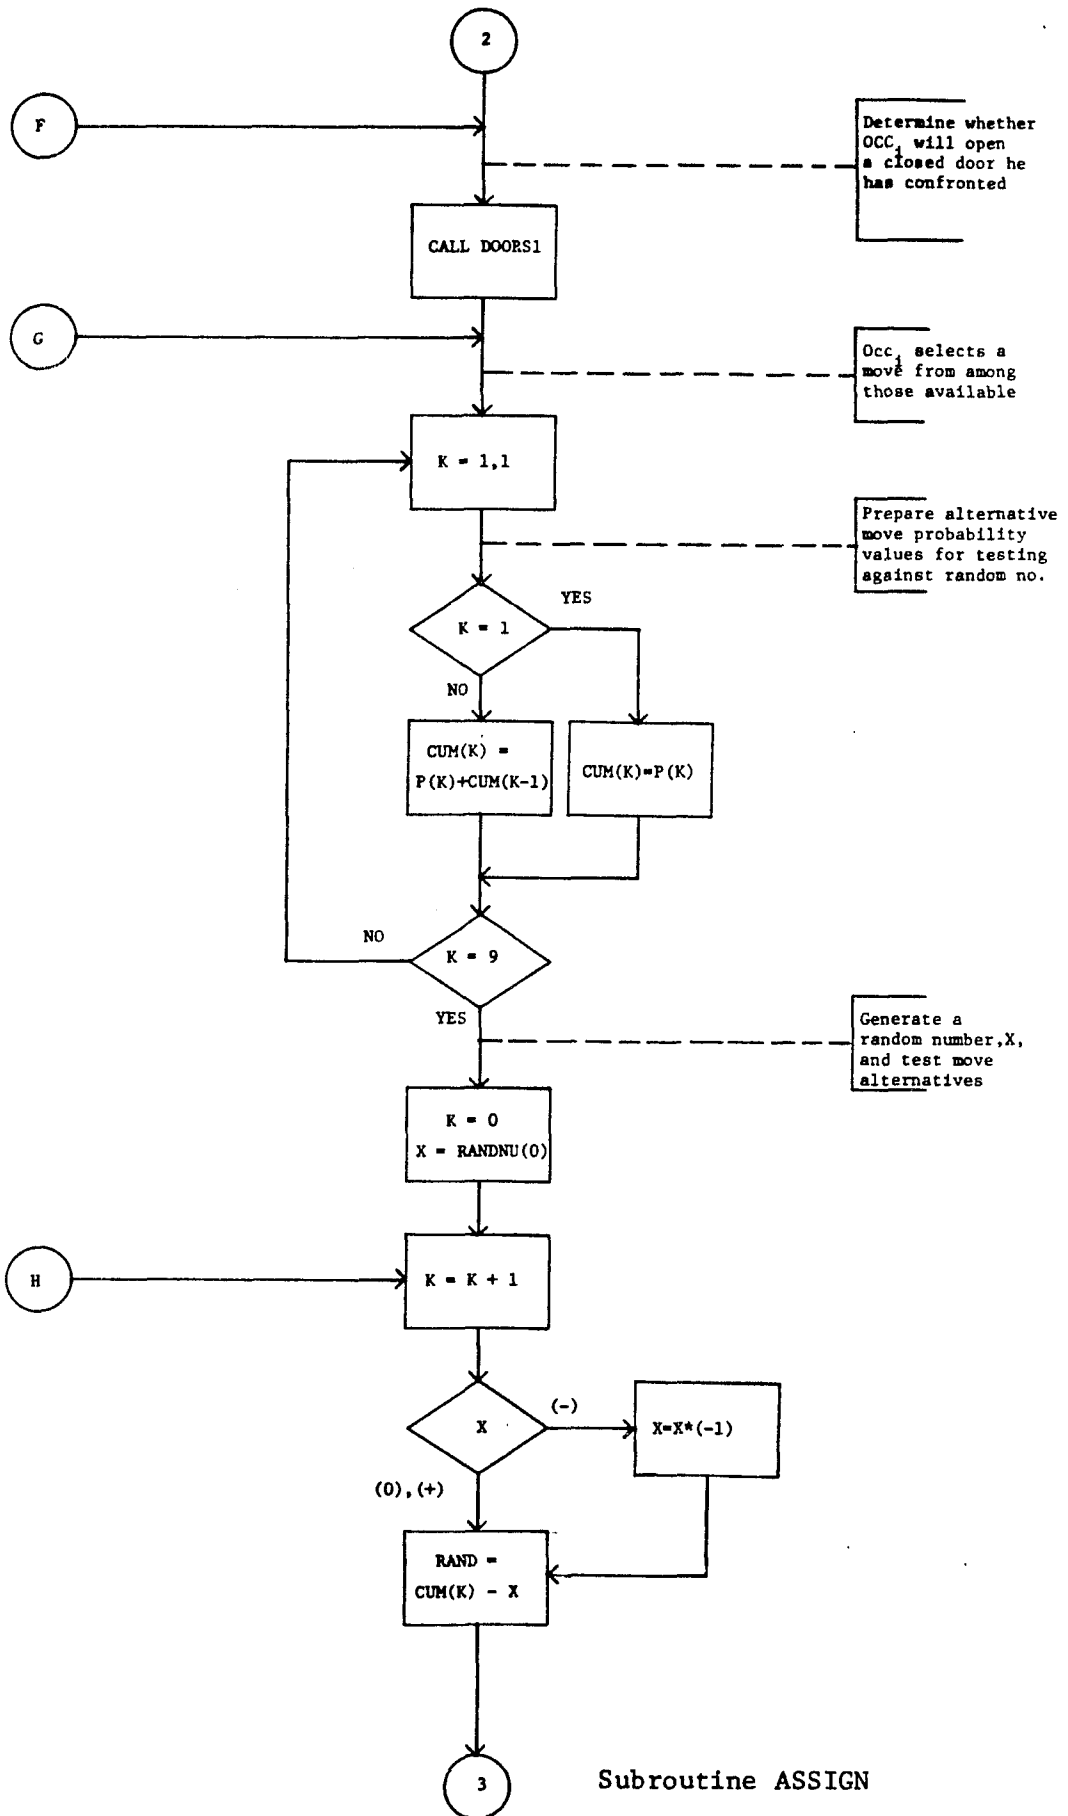 2
F
Determine whether
OCCi will open
a closed door he
has confronted
CALL DOORS1
G
Occi selects a
move from among
those available
K = 1,1
Prepare alternative
move probability
values for testing
against random no.
YES
K = 1
NO
CUM(K) =
P(K)+CUM(K-1)
CUM(K)=P(K)
NO
K = 9
YES
Generate a
random number,X,
and test move
alternatives
K = 0
X = RANDNU(0)
H
K = K + 1
(-)
X
X=X*(-1)
(0),(+)
RAND =
CUM(K) - X
3
Subroutine ASSIGN